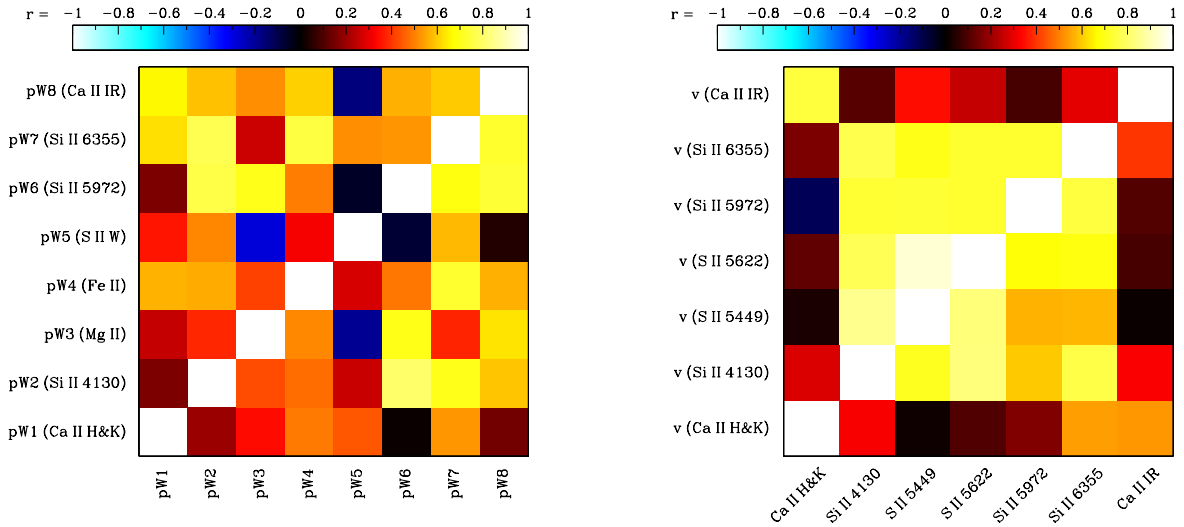 r = −1 −0.8 −0.6 −0.4 −0.2 0 0.2 0.4 0.6 0.8 1
pW8 (Ca II IR)
pW7 (Si II 6355)
pW6 (Si II 5972)
pW5 (S II W)
pW4 (Fe II)
pW3 (Mg II)
pW2 (Si II 4130)
pW1 (Ca II H&K)
pW1 pW2 pW3 pW4 pW5 pW6 pW7 pW8
r = −1 −0.8 −0.6 −0.4 −0.2 0 0.2 0.4 0.6 0.8 1
v (Ca II IR)
v (Si II 6355)
v (Si II 5972)
v (S II 5622)
v (S II 5449)
v (Si II 4130)
v (Ca II H&K)
Ca II H&K Si II 4130 S II 5449 S II 5622 Si II 5972 Si II 6355 Ca II IR